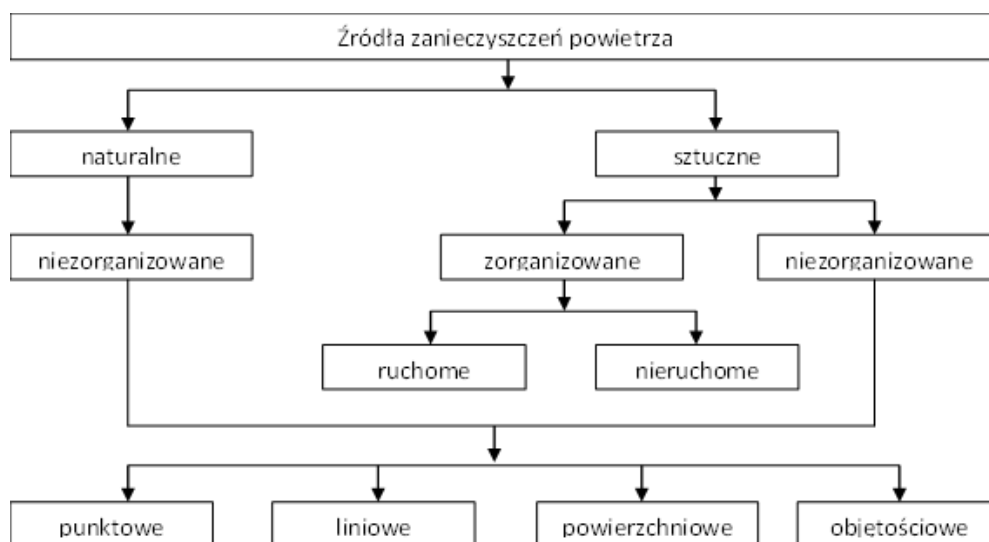 Źródła zanieczyszczeń powietrza
naturalne
sztuczne
niezorganizowane
zorganizowane
niezorganizowane
ruchome
nieruchome
punktowe
liniowe
powierzchniowe
objętościowe